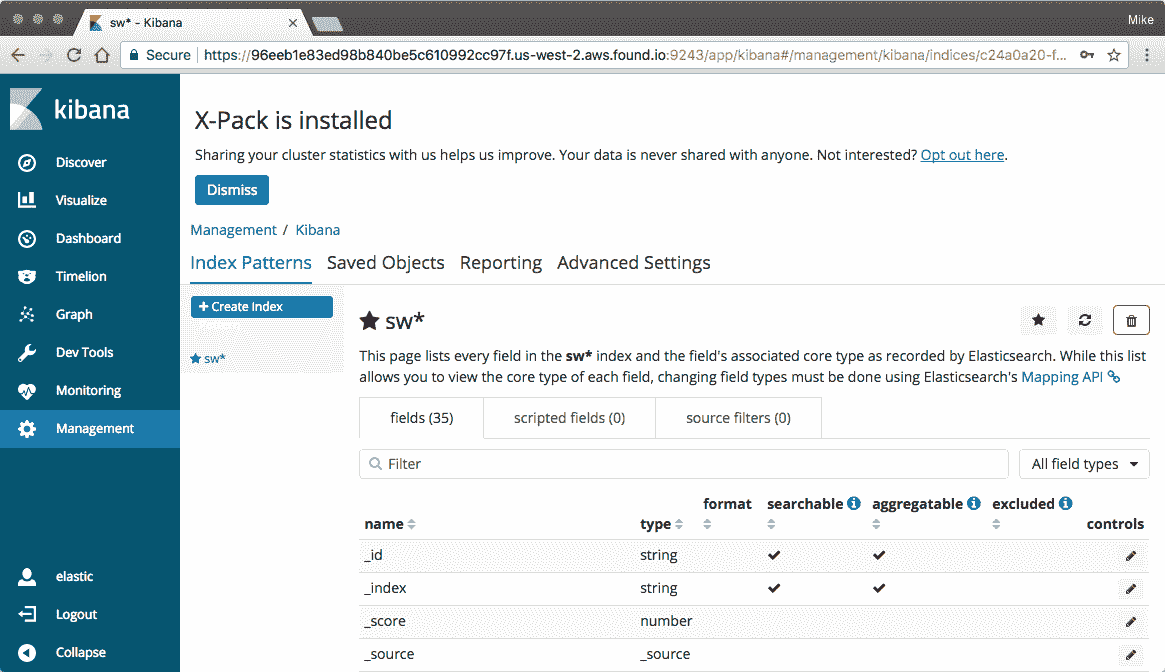 sw* - Kibana
Mike
Secure
https://96eeb1e83ed98b840be5c610992cc97f.us-west-2.aws.found.io:9243/app/kibana#/management/kibana/indices/c24a0a20-f...
kibana
Discover
Visualize
Dashboard
Timelion
Graph
Dev Tools
Monitoring
Management
elastic
Logout
Collapse
X-Pack is installed
Sharing your cluster statistics with us helps us improve. Your data is never shared with anyone. Not interested? Opt out here.
Dismiss
Management / Kibana
Index Patterns Saved Objects Reporting Advanced Settings
+ Create Index
sw*
sw*
This page lists every field in the sw* index and the field's associated core type as recorded by Elasticsearch. While this list
allows you to view the core type of each field, changing field types must be done using Elasticsearch's Mapping API
fields (35) scripted fields (0) source filters (0)
Filter All field types
name type format searchable aggregatable excluded controls
_id string
_index string
_score number
_source _source